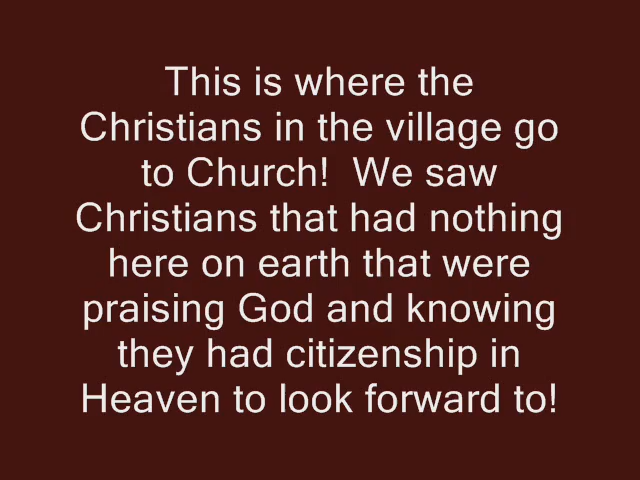 This is where the
Christians in the village go
to Church!  We saw
Christians that had nothing
here on earth that were
praising God and knowing
they had citizenship in
Heaven to look forward to!